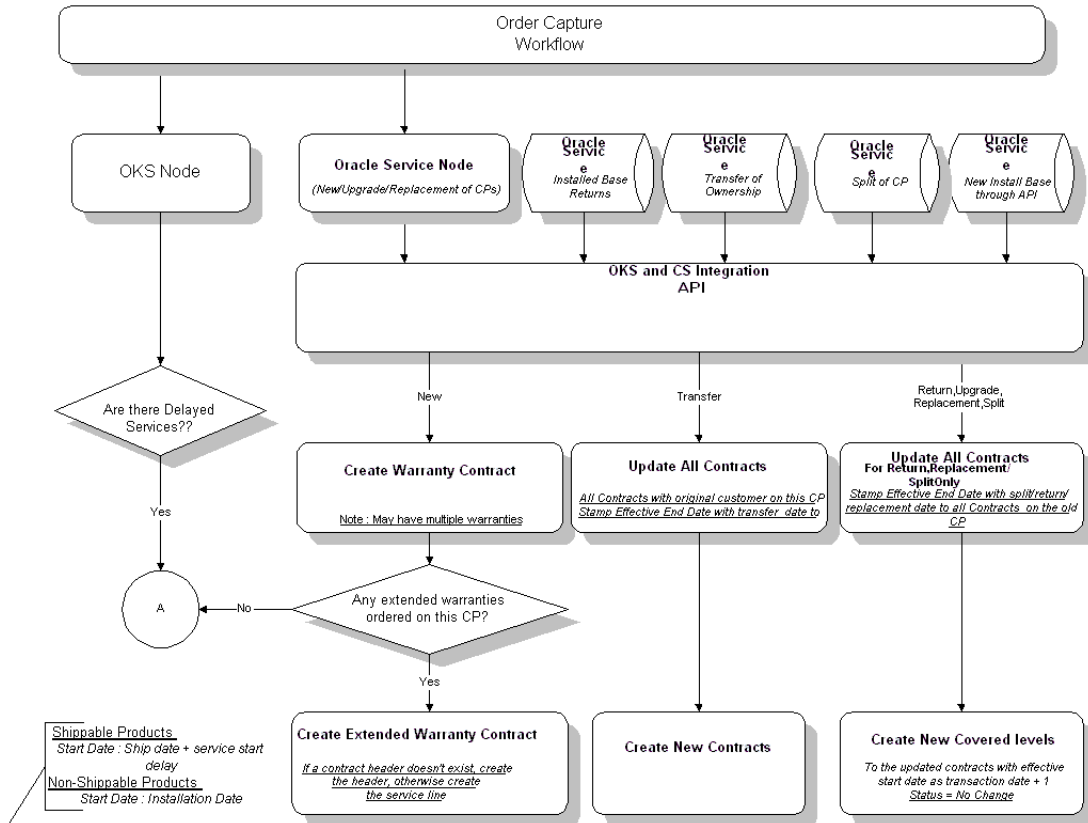 Order Capture
Workflow
OKS Node
Oracle Service Node
(New/Upgrade/Replacement of CPs)
Oracle
Servic
e
Installed Base
Returns
Oracle
Servic
e
Transfer of
Ownership
Oracle
Servic
e
Split of CP
Oracle
Servic
e
New Install Base
through API
OKS and CS Integration
API
Are there Delayed
Services??
New
Transfer
Return,Upgrade,
Replacement,Split
Create Warranty Contract
Note : May have multiple warranties
Update All Contracts
All Contracts with original customer on this CP
Stamp Effective End Date with transfer date to
Update All Contracts
For Return,Replacement/
SplitOnly
Stamp Effective End Date with split/return/
replacement date to all Contracts on the old
CP
Yes
A
No
Any extended warranties
ordered on this CP?
Yes
Shippable Products
Start Date : Ship date + service start
delay
Non-Shippable Products
Start Date : Installation Date
Create Extended Warranty Contract
If a contract header doesn't exist, create
the header, otherwise create
the service line
Create New Contracts
Create New Covered levels
To the updated contracts with effective
start date as transaction date + 1
Status = No Change